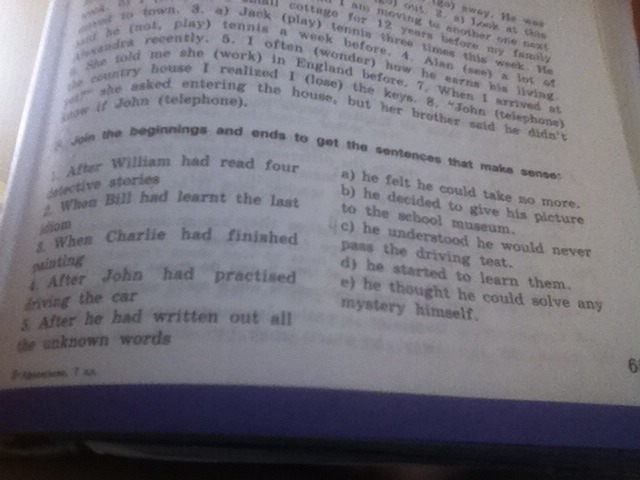 (go) away. He was
out. 2. a) Look at this
I am moving to another one next
cottage for 12 years before my family
to town. 3. a) Jack (play) tennis three times this week. He
he (not, play) tennis a week before. 4. Alan (see) a lot of
recently. 5. I often (wonder) how he earns his living.
She told me she (work) in England before. 7. When I arrived at
country house I realized I (lose) the keys. 8. "John (telephone)
she asked entering the house, but her brother said he didn't
if John (telephone).
Join the beginnings and ends to get the sentences that make sense:
1. After William had read four
detective stories
2. When Bill had learnt the last
idiom
3. When Charlie had finished
painting
4. After John had practised
driving the car
5. After he had written out all
the unknown words
a) he felt he could take no more.
b) he decided to give his picture
to the school museum.
c) he understood he would never
pass the driving test.
d) he started to learn them.
e) he thought he could solve any
mystery himself.